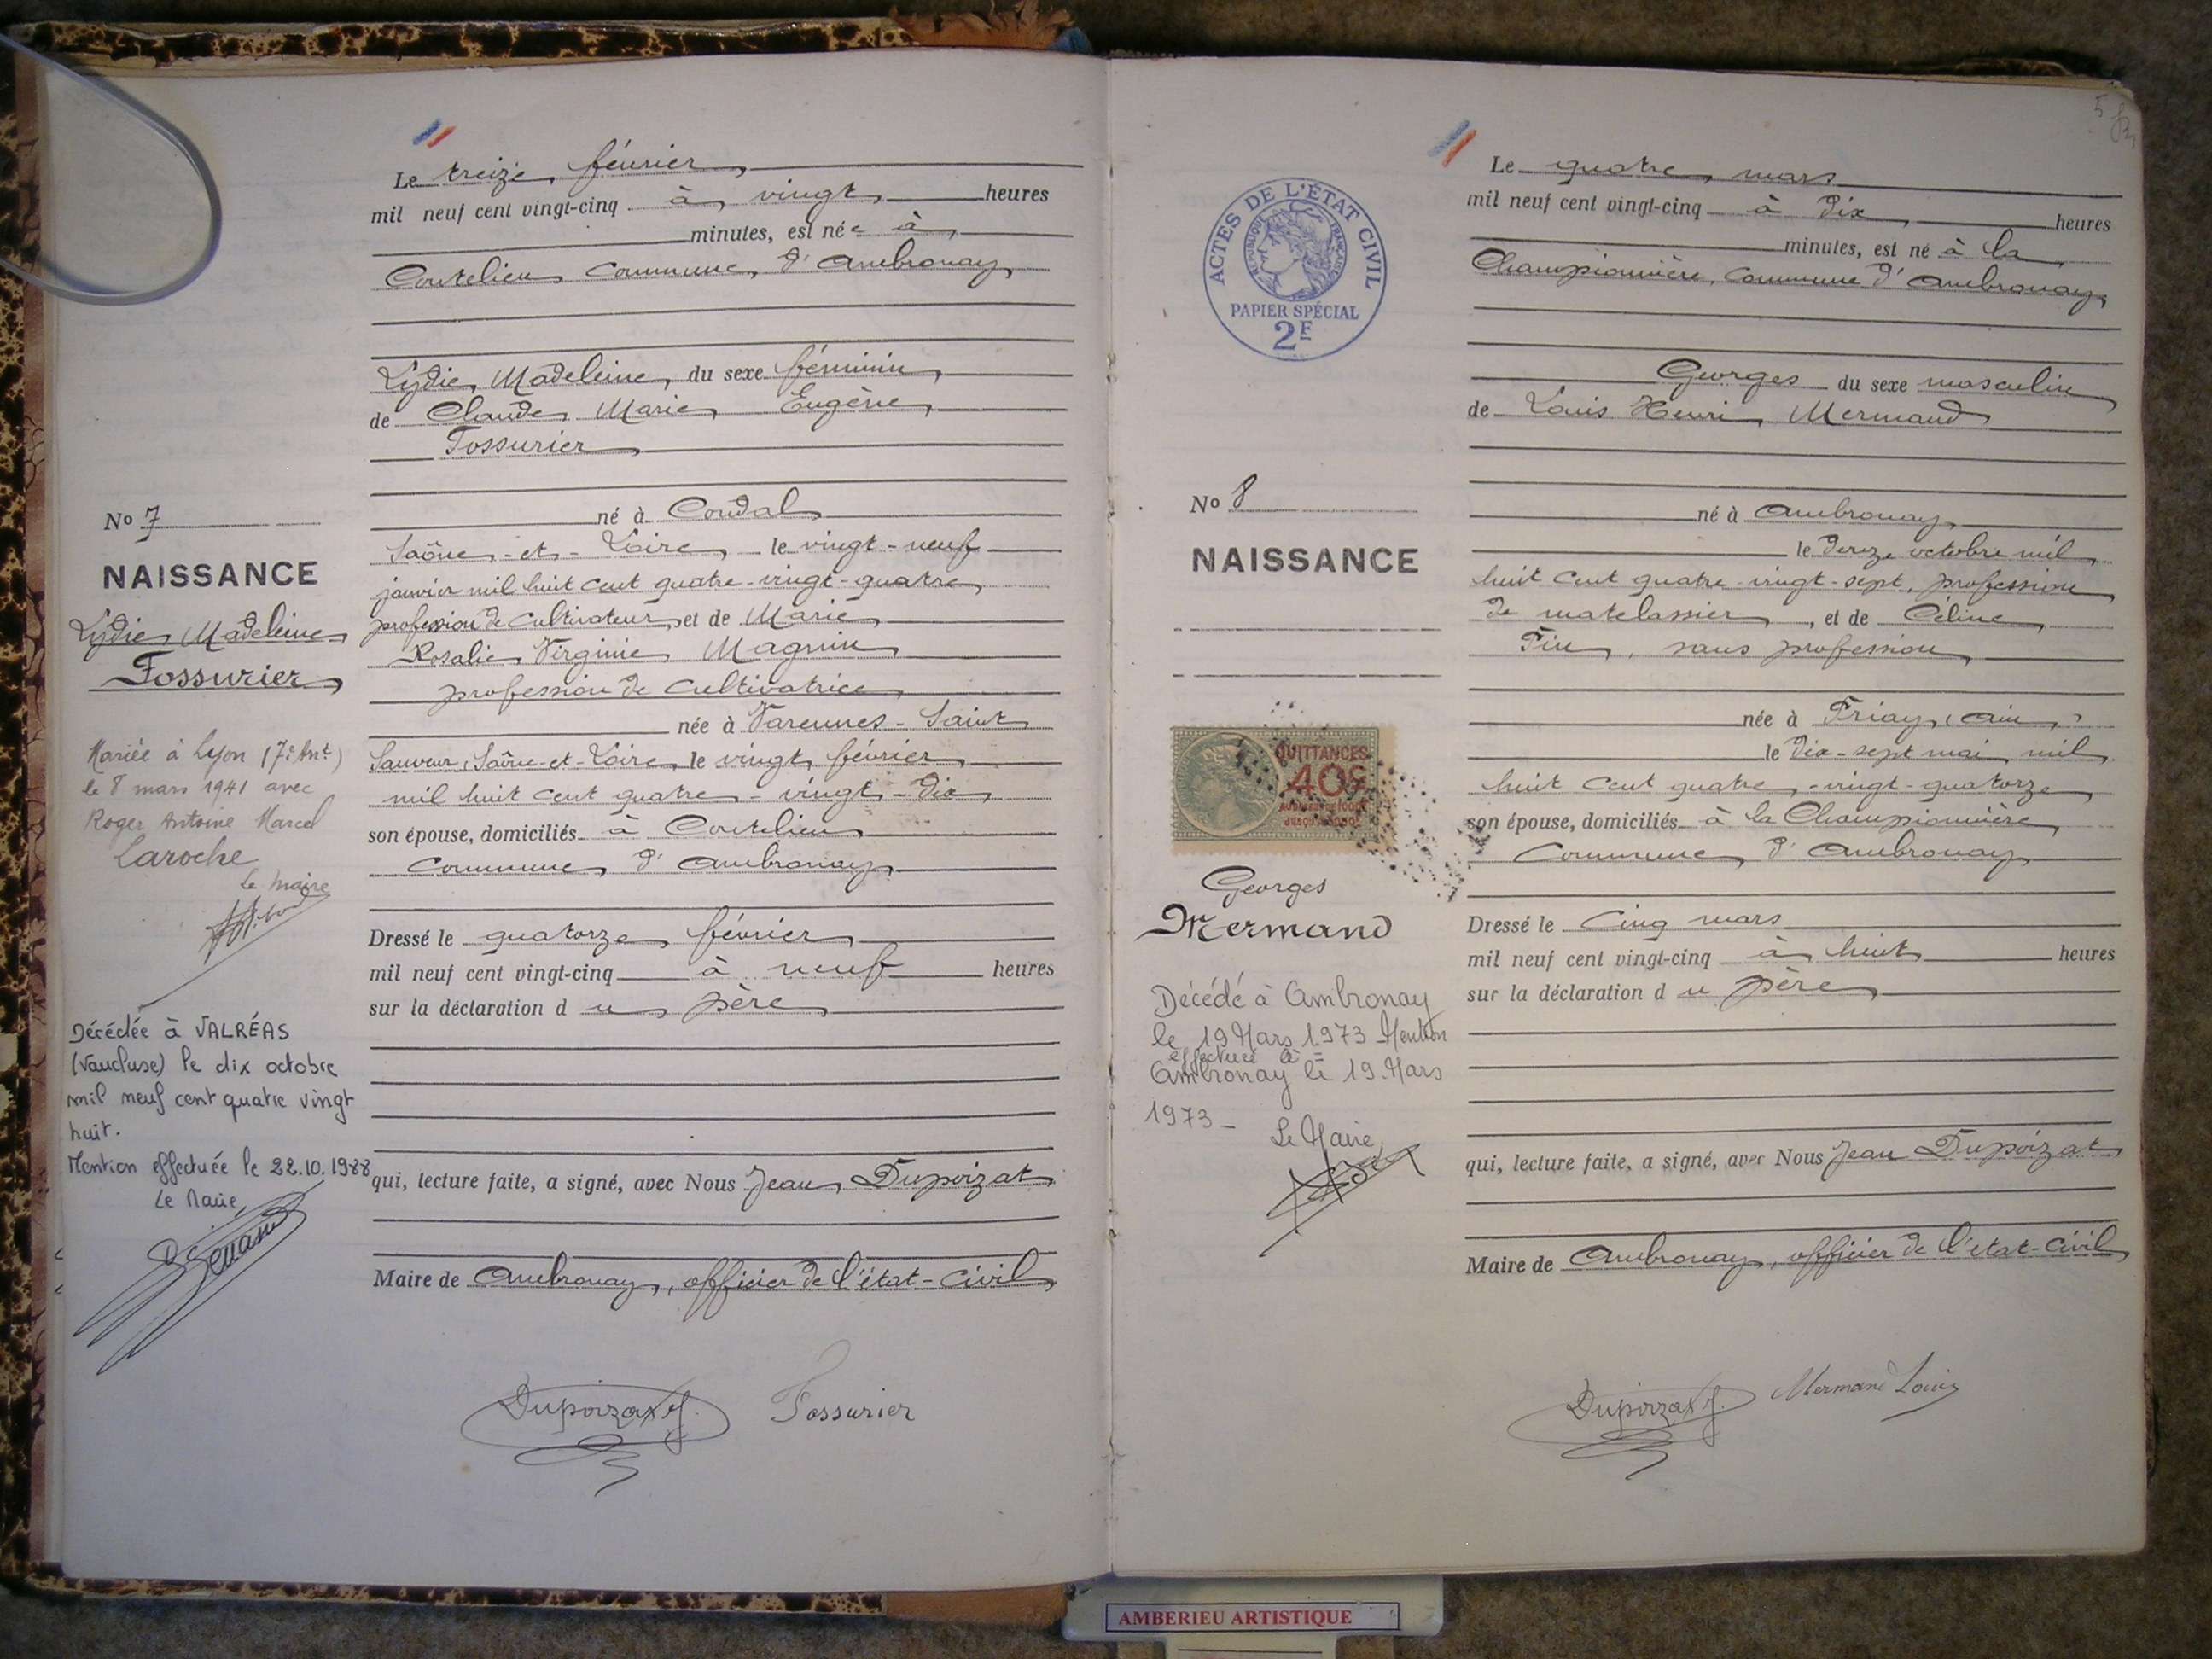 Le treize février
mil neuf cent vingt-cinq à vingt heures
minutes, est née à
Coutelieu commune d'Ambronay
Lydie Madeleine du sexe féminin
de Claude Marie Eugène
Fossurier
né à Condal
Saône-et-Loire le vingt-neuf
janvier mil huit cent quatre-vingt-quatre
profession de cultivateur, et de Marie
Rosalie Virginie Magnin
profession de cultivatrice
née à Varennes-Saint
Sauveur, Saône-et-Loire, le vingt février
mil huit cent quatre-vingt-dix
son épouse, domiciliés à Coutelieu
commune d'Ambronay
Dressé le quatorze février
mil neuf cent vingt-cinq à neuf heures
sur la déclaration du père
qui, lecture faite, a signé, avec Nous Jean Dupoizat
Maire de Ambronay, officier de l'état-civil
Dupoizat J. Fossurier
No 7
NAISSANCE
Lydie Madeleine
Fossurier
Mariée à Lyon (7e Art)
le 8 mars 1941 avec
Roger Antoine Marcel
Laroche
Le Maire
Décédée à VALRÉAS
(Vaucluse) le dix octobre
mil neuf cent quatre vingt
huit.
Mention effectuée le 22.10.1988
Le Maire
5
ACTES DE L'ÉTAT CIVIL
RÉPUBLIQUE FRANÇAISE
PAPIER SPÉCIAL
2F
Le quatre mars
mil neuf cent vingt-cinq à dix heures
minutes, est né à la
Championnière, commune d'Ambronay
Georges du sexe masculin
de Louis Henri Mermand
né à Ambronay
le douze octobre mil
huit cent quatre-vingt-sept, profession
de matelassier, et de Céline
Fin, sans profession
née à Priay (Ain)
le dix-sept mai mil
huit cent quatre-vingt-quatorze
son épouse, domiciliés à la Championnière
commune d'Ambronay
Dressé le cinq mars
mil neuf cent vingt-cinq à huit heures
sur la déclaration du père
qui, lecture faite, a signé, avec Nous Jean Dupoizat
Maire de Ambronay, officier de l'état-civil
Dupoizat J. Mermand Louis
No 8
NAISSANCE
QUITTANCES
40c
Georges
Mermand
Décédé à Ambronay
le 19 Mars 1973 Mention
effectuée à
Ambronay le 19 Mars
1973 -
Le Maire
AMBERIEU ARTISTIQUE